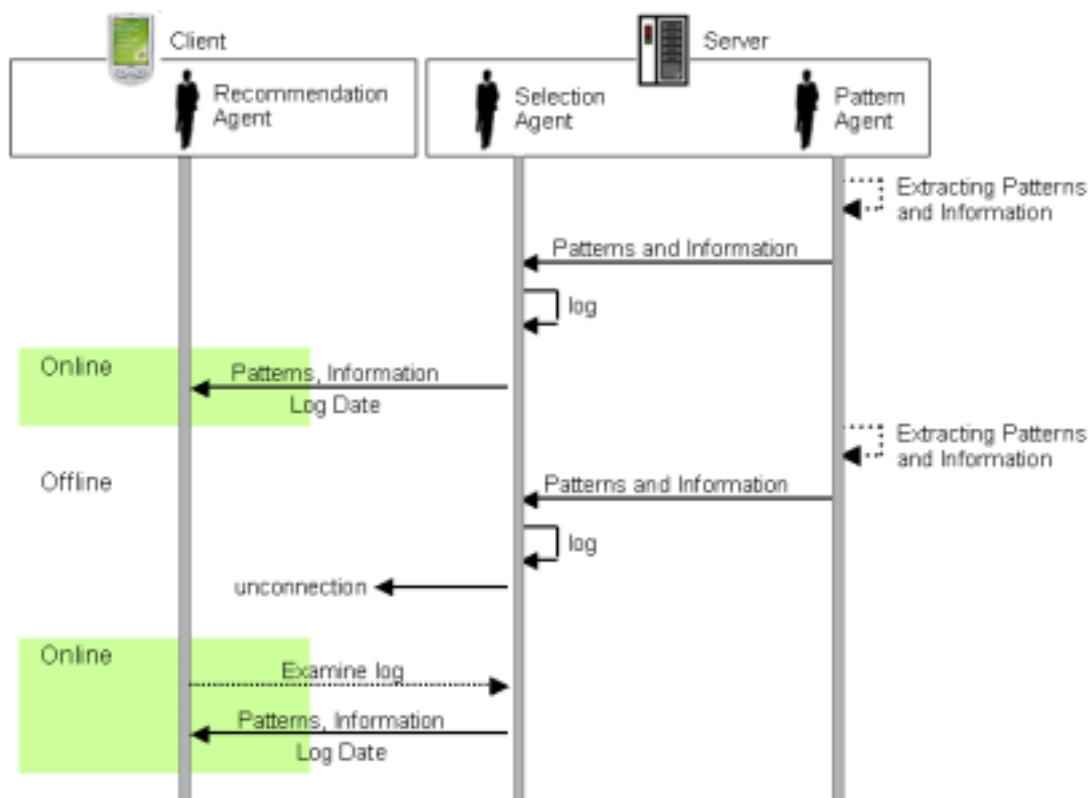 Client
Server
Recommendation
Agent
Selection
Agent
Pattern
Agent
Extracting Patterns
and Information
Patterns and Information
log
Online
Patterns, Information
Log Date
Extracting Patterns
and Information
Offline
Patterns and Information
log
unconnection
Online
Examine log
Patterns, Information
Log Date